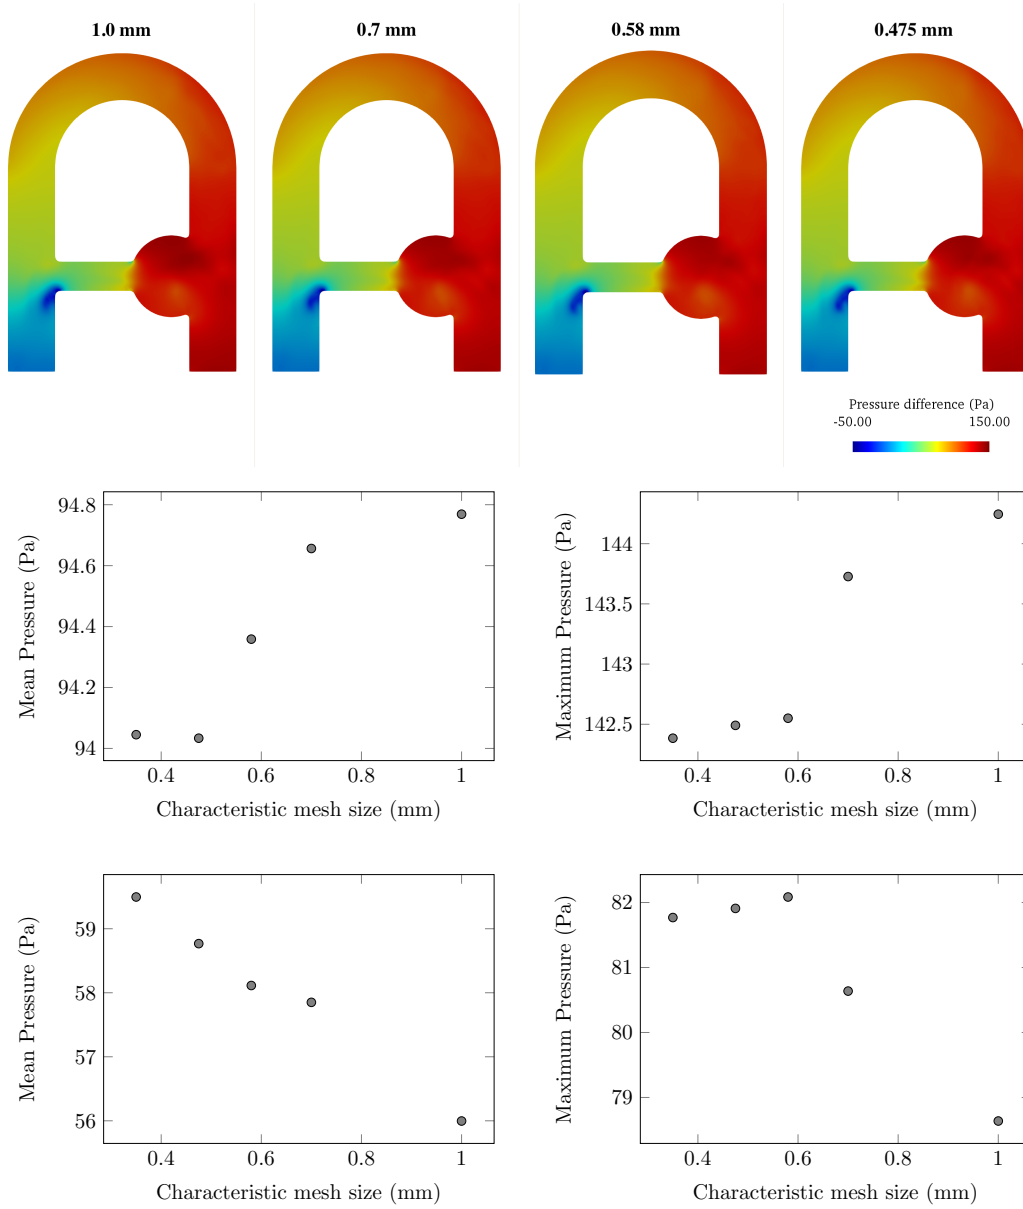 1.0 mm
0.7 mm
0.58 mm
0.475 mm
Pressure difference (Pa)
-50.00 150.00
94.8
94.6
94.4
94.2
94
Mean Pressure (Pa)
0.4 0.6 0.8 1
Characteristic mesh size (mm)
144
143.5
143
142.5
Maximum Pressure (Pa)
0.4 0.6 0.8 1
Characteristic mesh size (mm)
59
58
57
56
Mean Pressure (Pa)
0.4 0.6 0.8 1
Characteristic mesh size (mm)
82
81
80
79
Maximum Pressure (Pa)
0.4 0.6 0.8 1
Characteristic mesh size (mm)